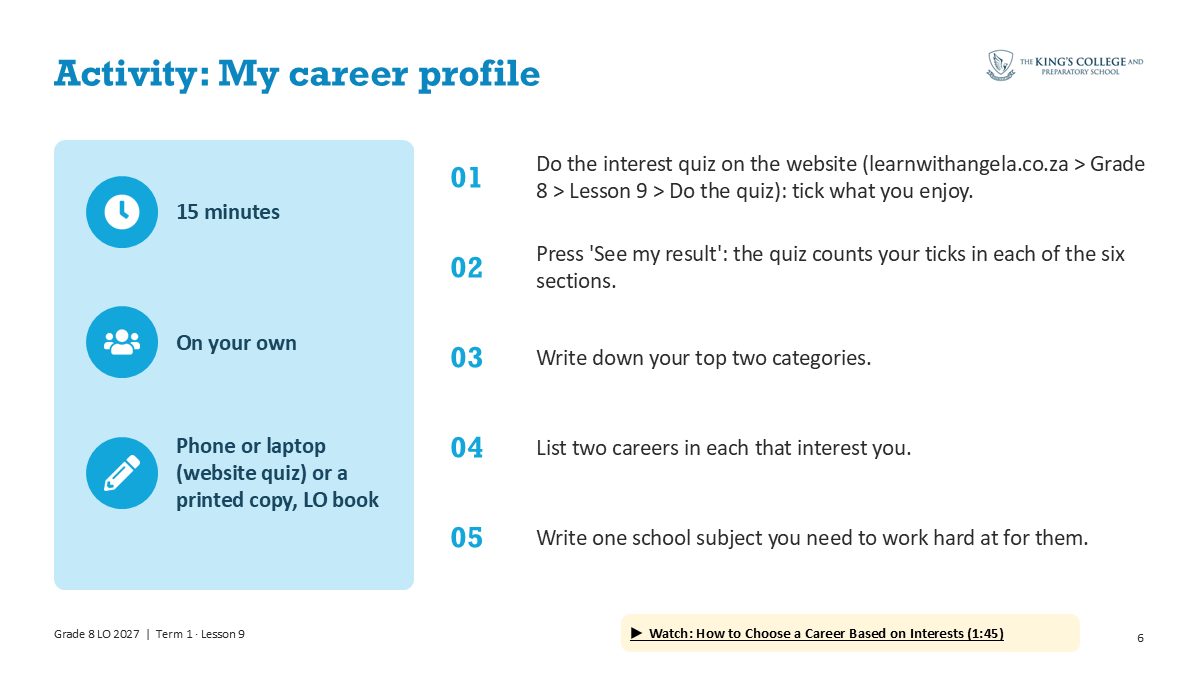 Activity: My career profile
THE KING'S COLLEGE AND
PREPARATORY SCHOOL
15 minutes
On your own
Phone or laptop
(website quiz) or a
printed copy, LO book
01
Do the interest quiz on the website (learnwithangela.co.za > Grade
8 > Lesson 9 > Do the quiz): tick what you enjoy.
02
Press 'See my result': the quiz counts your ticks in each of the six
sections.
03
Write down your top two categories.
04
List two careers in each that interest you.
05
Write one school subject you need to work hard at for them.
Grade 8 LO 2027 | Term 1 · Lesson 9
▶ Watch: How to Choose a Career Based on Interests (1:45)
6